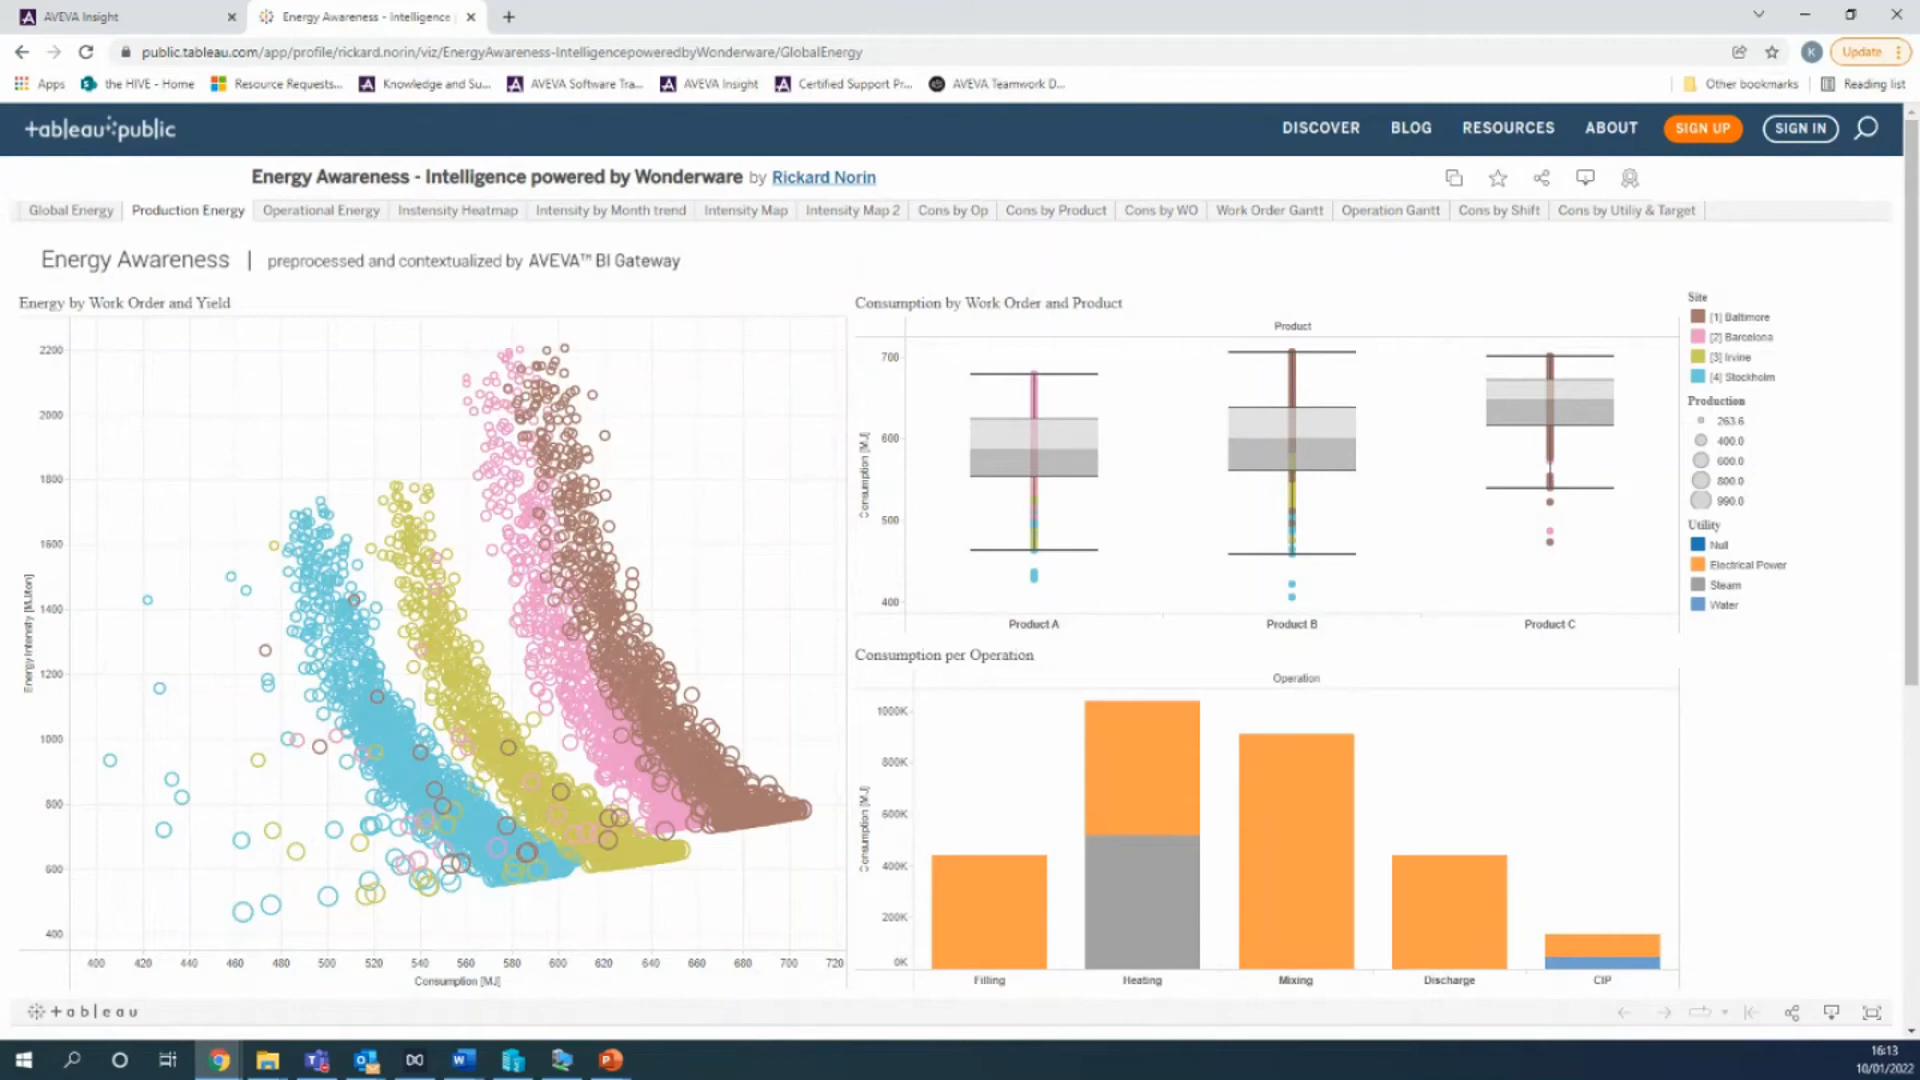 AVEVA Insight
Energy Awareness - Intelligence
public.tableau.com/app/profile/rickard.norin/viz/EnergyAwareness-IntelligencepoweredbyWonderware/GlobalEnergy
K
Update
Apps
the HIVE - Home
Resource Requests...
Knowledge and Su...
AVEVA Software Tra...
AVEVA Insight
Certified Support Pr...
AVEVA Teamwork D...
Other bookmarks
Reading list
+ableau public
DISCOVER
BLOG
RESOURCES
ABOUT
SIGN UP
SIGN IN
Energy Awareness - Intelligence powered by Wonderware by Rickard Norin
Global Energy
Production Energy
Operational Energy
Instensity Heatmap
Intensity by Month trend
Intensity Map
Intensity Map 2
Cons by Op
Cons by Product
Cons by WO
Work Order Gantt
Operation Gantt
Cons by Shift
Cons by Utiliy & Target
Energy Awareness | preprocessed and contextualized by AVEVA™ BI Gateway
Energy by Work Order and Yield
2200
2000
1800
1600
1400
1200
1000
800
600
400
Energy Intensity [MJ/ton]
400 420 440 460 480 500 520 540 560 580 600 620 640 660 680 700 720
Consumption [MJ]
Consumption by Work Order and Product
Product
700
600
500
400
Consumption [MJ]
Product A
Product B
Product C
Consumption per Operation
Operation
1000K
800K
600K
400K
200K
0K
Consumption [MJ]
Filling
Heating
Mixing
Discharge
CIP
Site
[1] Baltimore
[2] Barcelona
[3] Irvine
[4] Stockholm
Production
263.6
400.0
600.0
800.0
990.0
Utility
Null
Electrical Power
Steam
Water
+ableau
16:13
10/01/2022